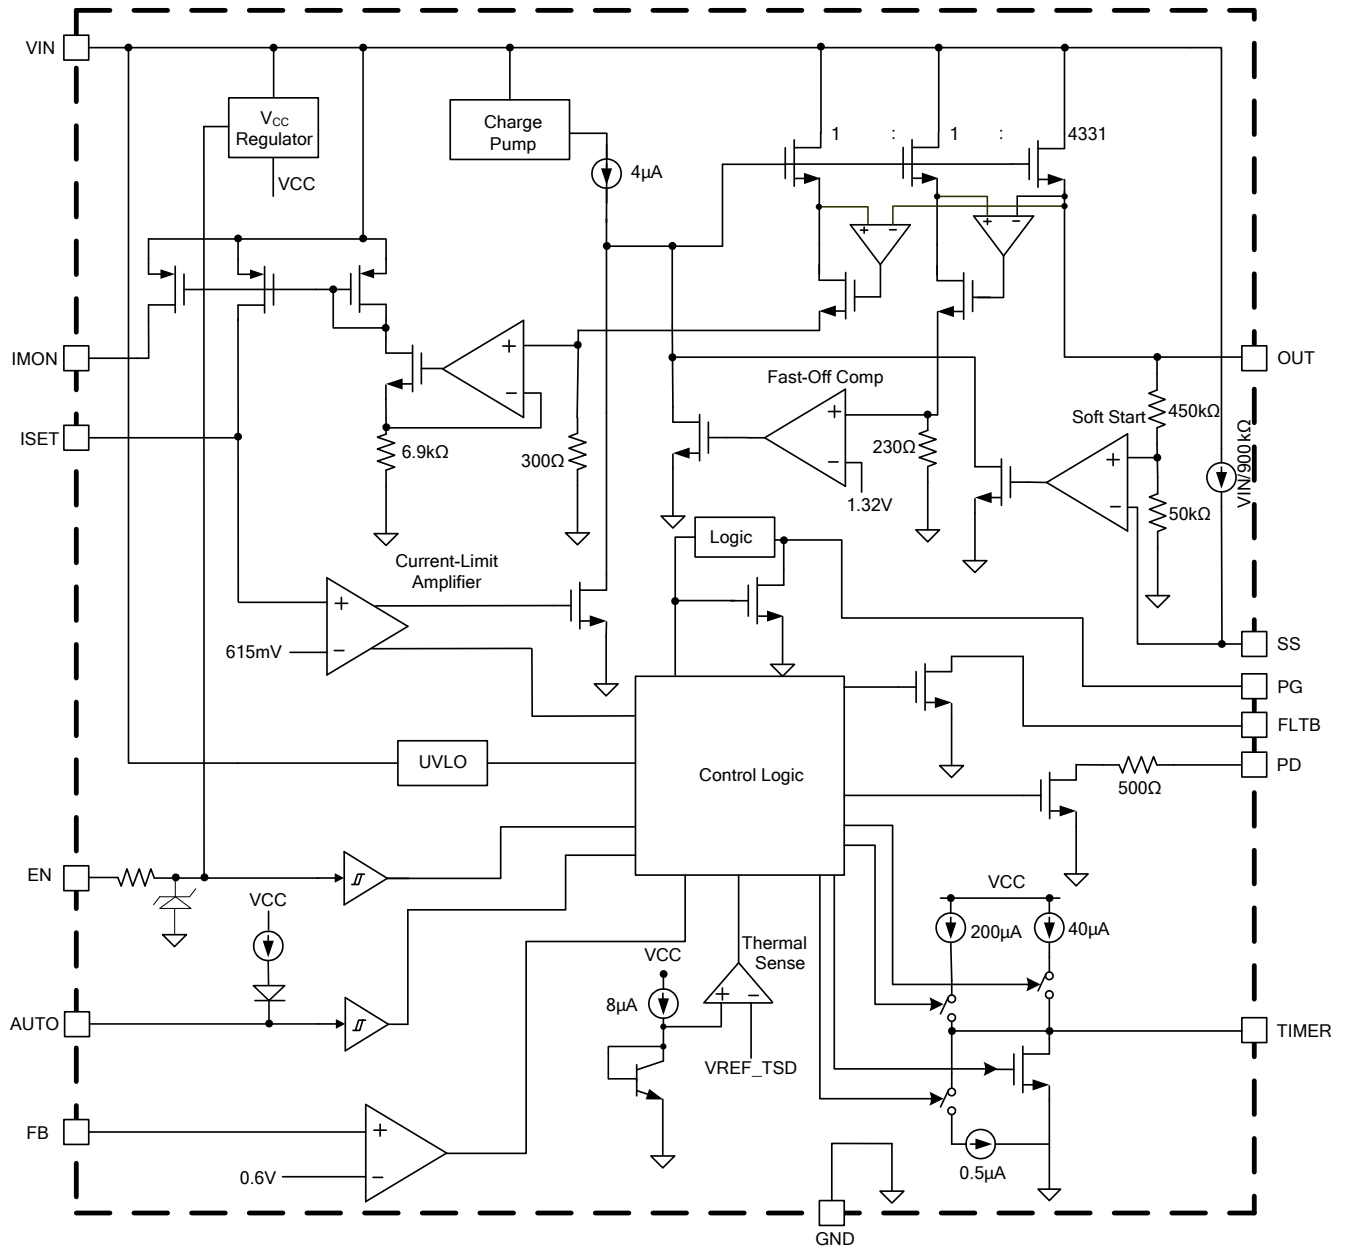 VIN
VCC
Regulator
VCC
Charge
Pump
4µA
1 : 1 : 4331
+ −
+ −
IMON
ISET
OUT
+
−
6.9kΩ
300Ω
Fast-Off Comp
+
−
1.32V
230Ω
Soft Start
+
−
450kΩ
50kΩ
VIN/900 kΩ
Logic
Current-Limit
Amplifier
+
−
615mV
SS
PG
FLTB
PD
500Ω
UVLO
Control Logic
EN
VCC
AUTO
VCC
8µA
Thermal
Sense
+ −
VREF_TSD
VCC
200µA
40µA
TIMER
0.5µA
FB
+
−
0.6V
GND